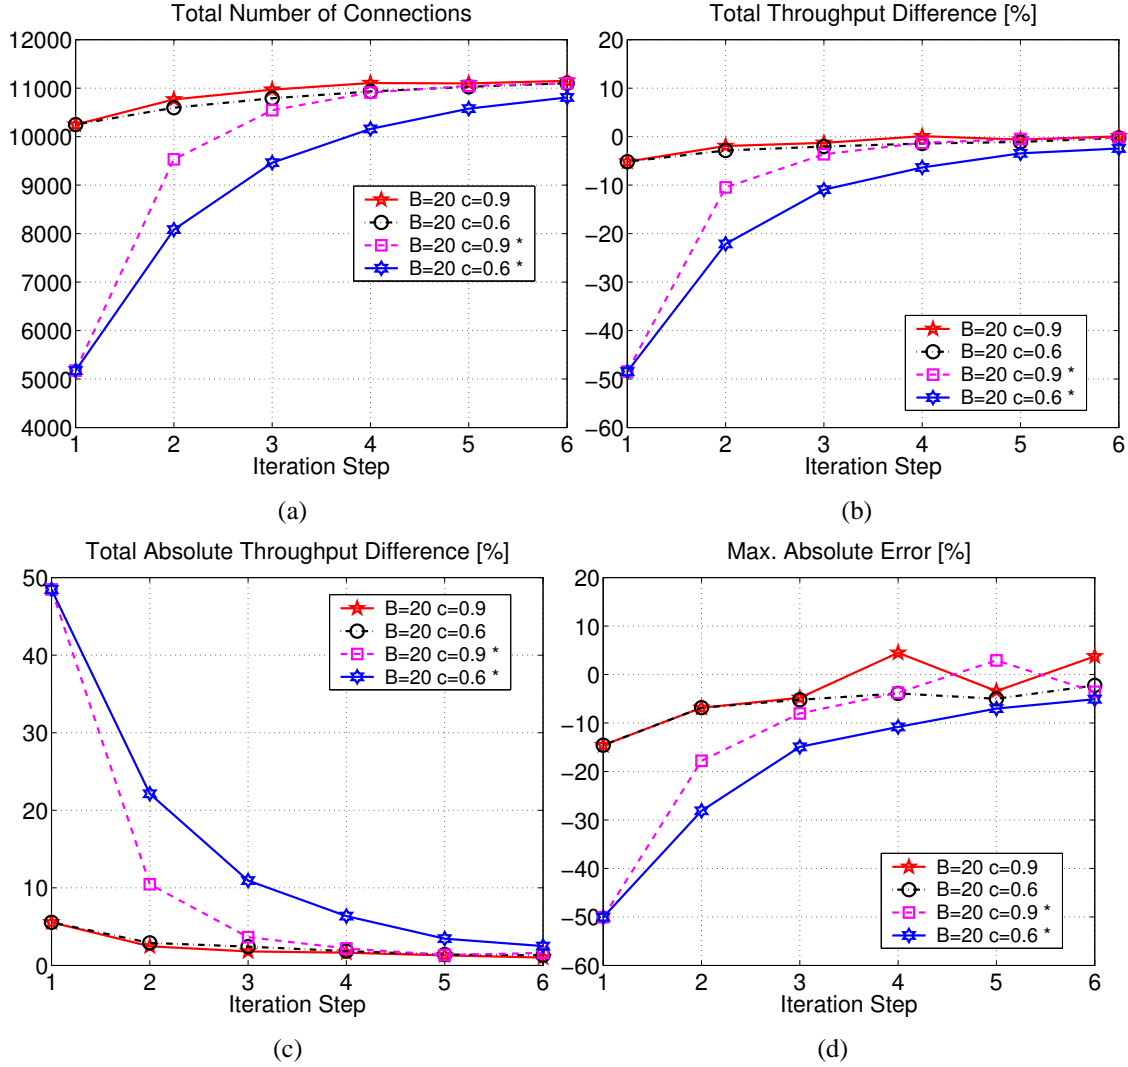 Total Number of Connections
12000
11000
10000
9000
8000
7000
6000
5000
4000
1 2 3 4 5 6
Iteration Step
B=20 c=0.9
B=20 c=0.6
B=20 c=0.9 *
B=20 c=0.6 *
(a)
Total Throughput Difference [%]
20
10
0
−10
−20
−30
−40
−50
−60
1 2 3 4 5 6
Iteration Step
B=20 c=0.9
B=20 c=0.6
B=20 c=0.9 *
B=20 c=0.6 *
(b)
Total Absolute Throughput Difference [%]
50
40
30
20
10
0
1 2 3 4 5 6
Iteration Step
B=20 c=0.9
B=20 c=0.6
B=20 c=0.9 *
B=20 c=0.6 *
(c)
Max. Absolute Error [%]
20
10
0
−10
−20
−30
−40
−50
−60
1 2 3 4 5 6
Iteration Step
B=20 c=0.9
B=20 c=0.6
B=20 c=0.9 *
B=20 c=0.6 *
(d)